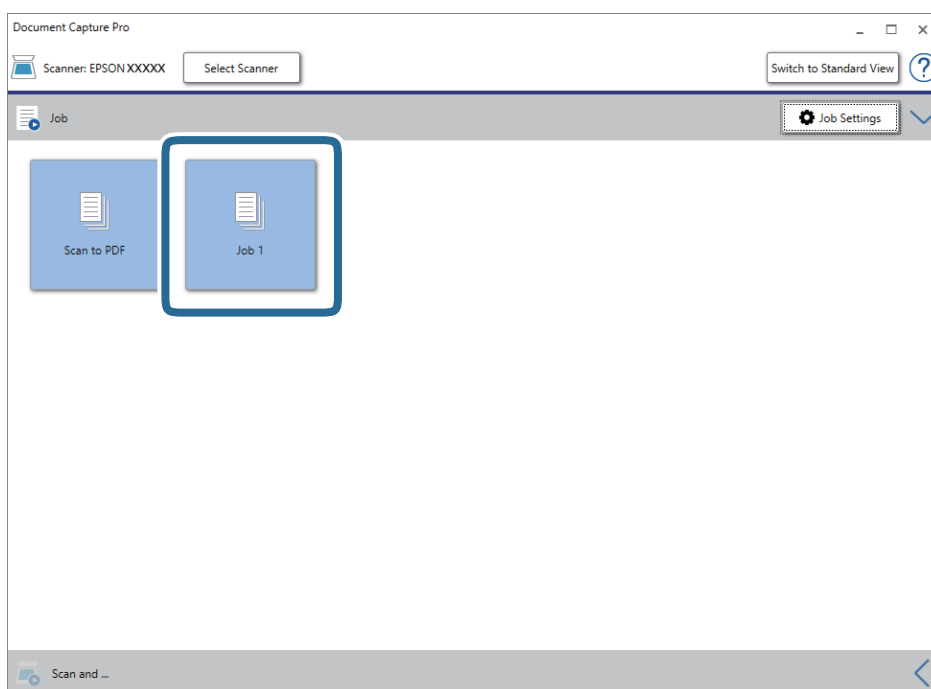 Document Capture Pro
Scanner: EPSON XXXXX
Select Scanner
Switch to Standard View
?
Job
Job Settings
Scan to PDF
Job 1
Scan and ...